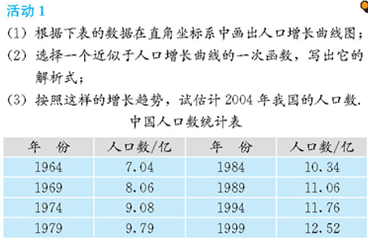 活动1
(1) 根据下表的数据在直角坐标系中画出人口增长曲线图;
(2) 选择一个近似于人口增长曲线的一次函数，写出它的
解析式;
(3) 按照这样的增长趋势，试估计2004年我国的人口数.
中国人口数统计表
年 份 人口数/亿 年 份 人口数/亿
1964 7.04 1984 10.34
1969 8.06 1989 11.06
1974 9.08 1994 11.76
1979 9.79 1999 12.52